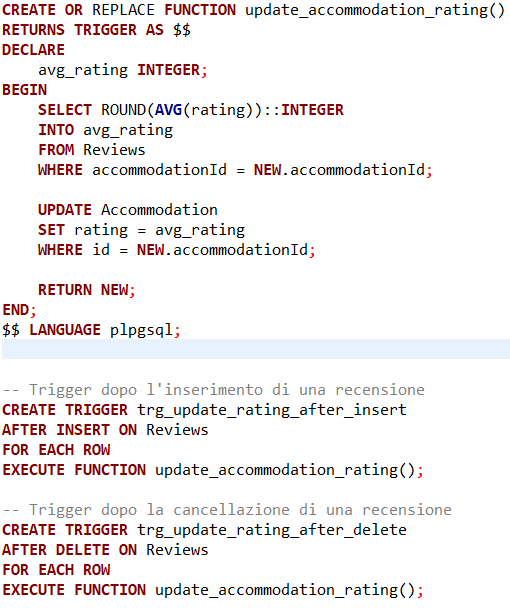 CREATE OR REPLACE FUNCTION update_accommodation_rating()
RETURNS TRIGGER AS $$
DECLARE
    avg_rating INTEGER;
BEGIN
    SELECT ROUND(AVG(rating))::INTEGER
    INTO avg_rating
    FROM Reviews
    WHERE accommodationId = NEW.accommodationId;

    UPDATE Accommodation
    SET rating = avg_rating
    WHERE id = NEW.accommodationId;

    RETURN NEW;
END;
$$ LANGUAGE plpgsql;

-- Trigger dopo l'inserimento di una recensione
CREATE TRIGGER trg_update_rating_after_insert
AFTER INSERT ON Reviews
FOR EACH ROW
EXECUTE FUNCTION update_accommodation_rating();

-- Trigger dopo la cancellazione di una recensione
CREATE TRIGGER trg_update_rating_after_delete
AFTER DELETE ON Reviews
FOR EACH ROW
EXECUTE FUNCTION update_accommodation_rating();